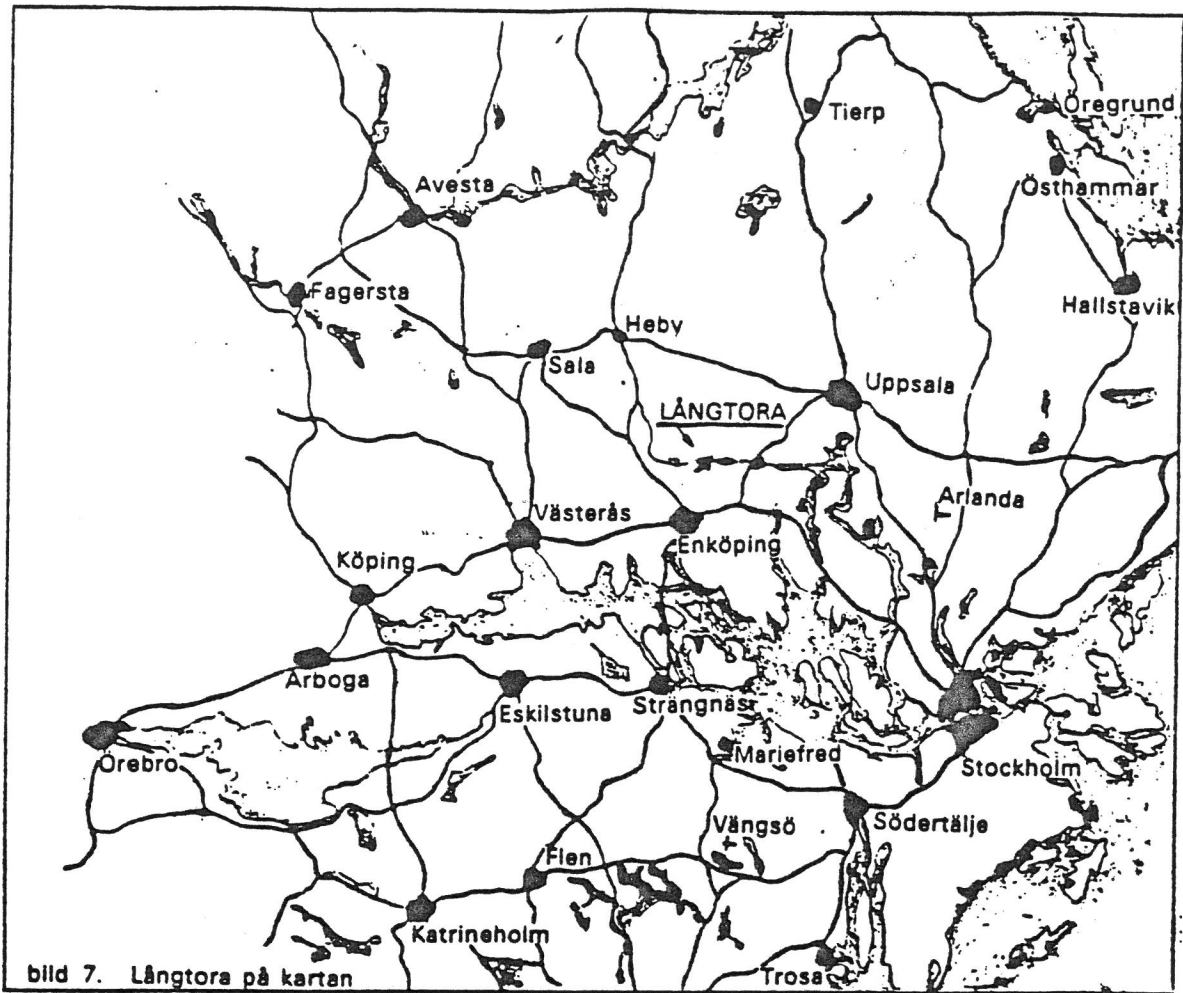 Tierp
Öregrund
Avesta
Östhammar
Fagersta
Hallstavik
Heby
Sala
Uppsala
LÅNGTORA
Arlanda
Västerås
Enköping
Köping
Arboga
Eskilstuna
Strängnäs
Örebro
Mariefred
Stockholm
Vängsö
Södertälje
Flen
Katrineholm
Trosa
bild 7. Långtora på kartan